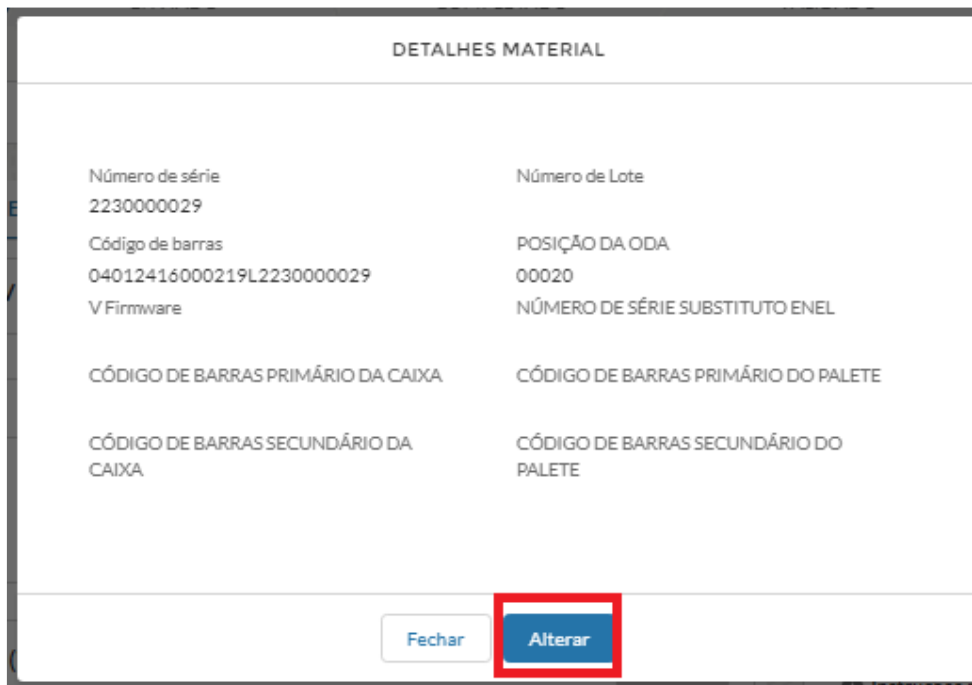 DETALHES MATERIAL
Número de série
Número de Lote
2230000029
Código de barras
POSIÇÃO DA ODA
04012416000219L2230000029
00020
V Firmware
NÚMERO DE SÉRIE SUBSTITUTO ENEL
CÓDIGO DE BARRAS PRIMÁRIO DA CAIXA
CÓDIGO DE BARRAS PRIMÁRIO DO PALETE
CÓDIGO DE BARRAS SECUNDÁRIO DA
CAIXA
CÓDIGO DE BARRAS SECUNDÁRIO DO
PALETE
Fechar
Alterar